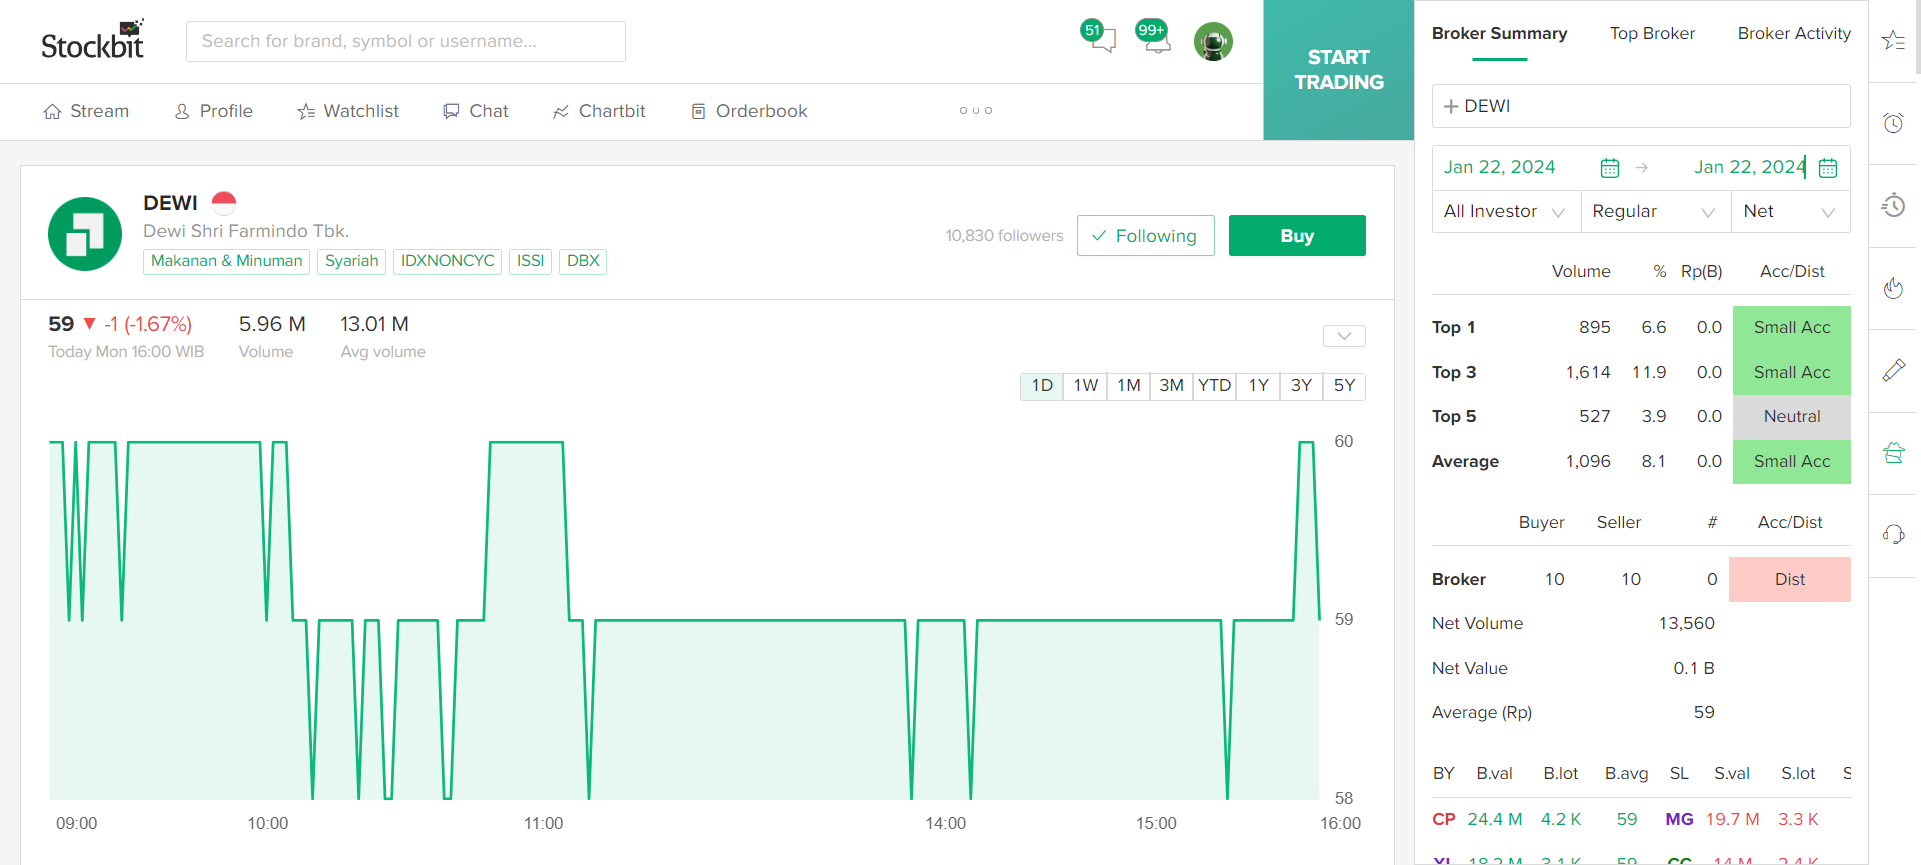 Stockbit
Search for brand, symbol or username...
51
99+
START
TRADING
Stream Profile Watchlist Chat Chartbit Orderbook
DEWI
Dewi Shri Farmindo Tbk.
Makanan & Minuman Syariah IDXNONCYC ISSI DBX
10,830 followers Following Buy
59 -1 (-1.67%) 5.96 M 13.01 M
Today Mon 16:00 WIB Volume Avg volume
1D 1W 1M 3M YTD 1Y 3Y 5Y
60
59
58
09:00 10:00 11:00 14:00 15:00 16:00
Broker Summary Top Broker Broker Activity
DEWI
Jan 22, 2024 Jan 22, 2024
All Investor Regular Net
Volume % Rp(B) Acc/Dist
Top 1 895 6.6 0.0 Small Acc
Top 3 1,614 11.9 0.0 Small Acc
Top 5 527 3.9 0.0 Neutral
Average 1,096 8.1 0.0 Small Acc
Buyer Seller # Acc/Dist
Broker 10 10 0 Dist
Net Volume 13,560
Net Value 0.1 B
Average (Rp) 59
BY B.val B.lot B.avg SL S.val S.lot
CP 24.4 M 4.2 K 59 MG 19.7 M 3.3 K